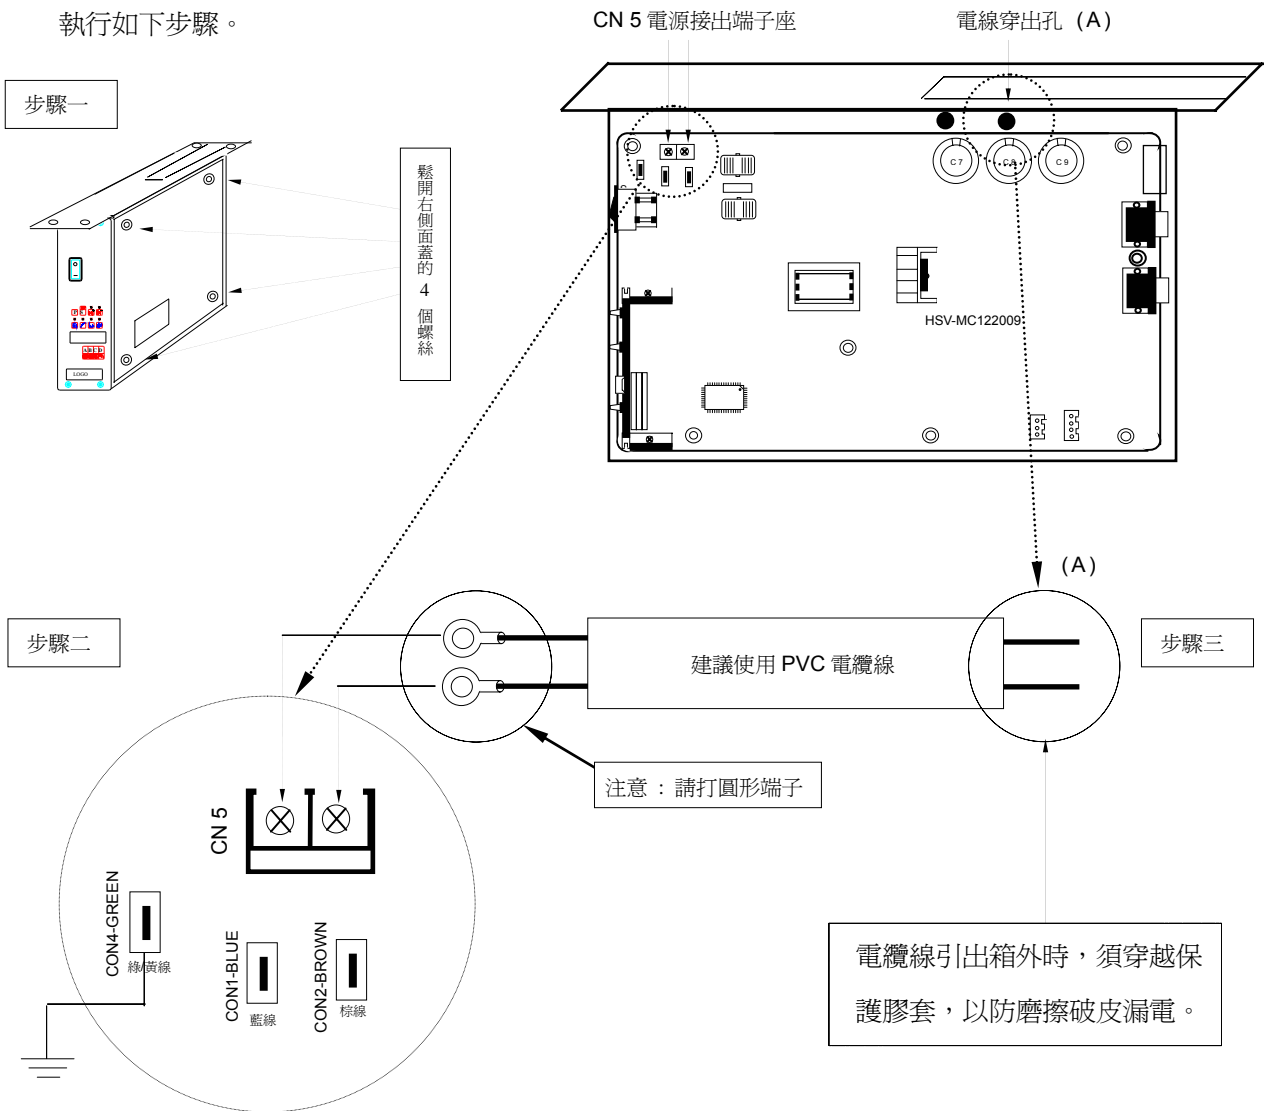 執行如下步驟。
CN 5 電源接出端子座
電線穿出孔 (A)
步驟一
鬆開右側面蓋的 4 個螺絲
LOGO
A B C D
C 7
C 8
C 9
HSV-MC122009
(A)
步驟二
建議使用 PVC 電纜線
步驟三
注意：請打圓形端子
CN 5
CON4-GREEN
綠/黃線
CON1-BLUE
藍線
CON2-BROWN
棕線
電纜線引出箱外時，須穿越保
護膠套，以防磨擦破皮漏電。